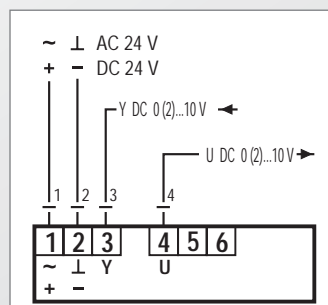 ~ ⊥ AC 24 V
+ − DC 24 V
Y DC 0 (2)...10 V
U DC 0 (2)...10 V
1 2 3 4
1 2 3 4 5 6
~ ⊥ Y U
+ −